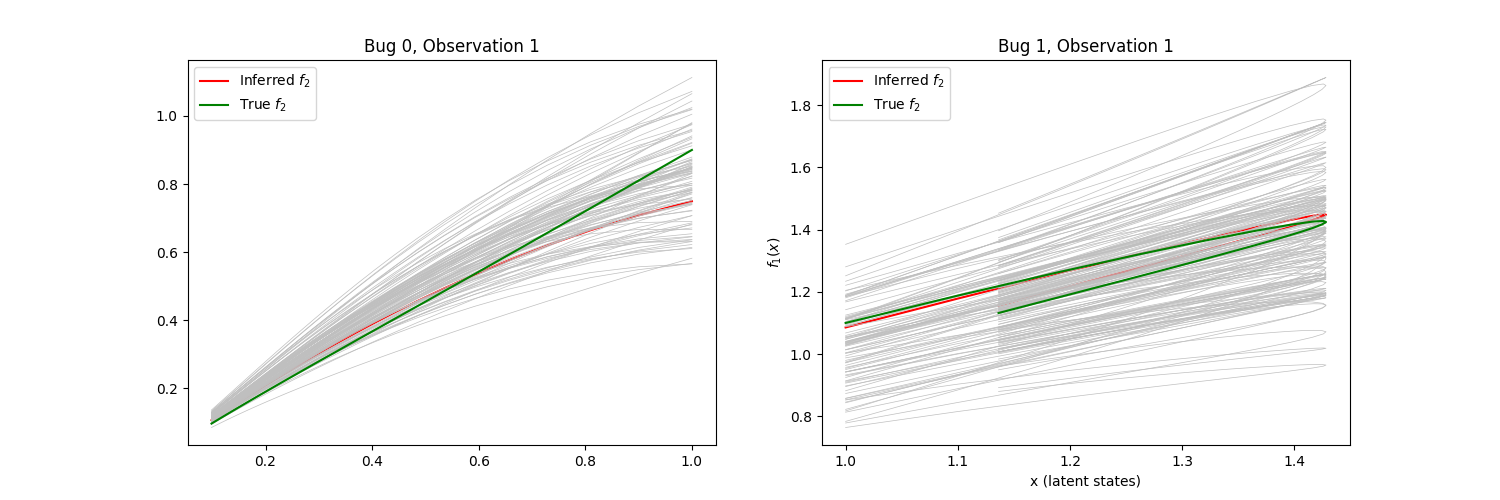 Bug 0, Observation 1
Inferred f₂
True f₂
1.0
0.8
0.6
0.4
0.2
0.2 0.4 0.6 0.8 1.0
Bug 1, Observation 1
Inferred f₂
True f₂
f₁(x)
1.8
1.6
1.4
1.2
1.0
0.8
1.0 1.1 1.2 1.3 1.4
x (latent states)